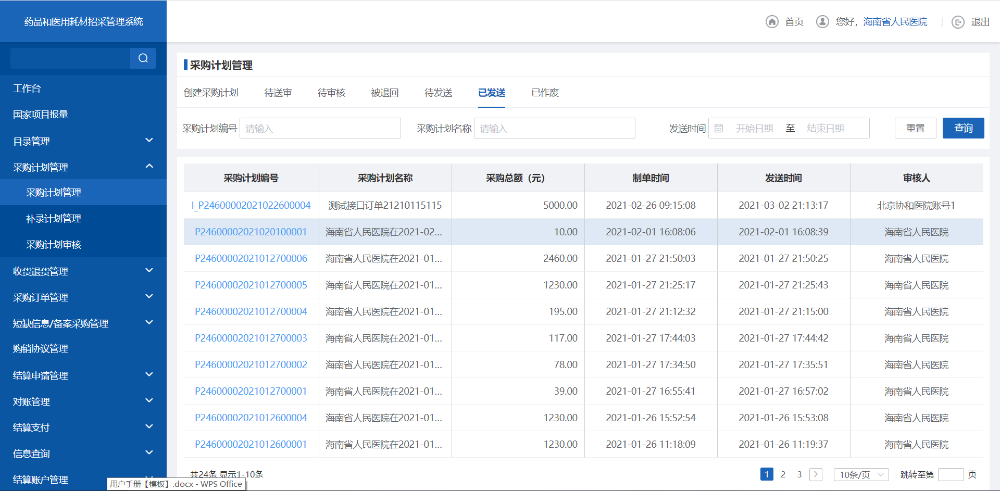 药品和医用耗材招采管理系统
首页 您好，海南省人民医院 退出
工作台
国家项目报量
目录管理
采购计划管理
采购计划管理
补录计划管理
采购计划审核
收货退货管理
采购订单管理
短缺信息/备案采购管理
购销协议管理
结算申请管理
对账管理
结算支付
信息查询
结算账户管理
采购计划管理
创建采购计划 待送审 待审核 被退回 待发送 已发送 已作废
采购计划编号 请输入 采购计划名称 请输入 发送时间 开始日期 至 结束日期 重置 查询
采购计划编号 采购计划名称 采购总额（元） 制单时间 发送时间 审核人
I_P24600002021022600004 测试接口订单21210115115 5000.00 2021-02-26 09:15:08 2021-03-02 21:13:17 北京协和医院账号1
P24600002021020100001 海南省人民医院在2021-02... 10.00 2021-02-01 16:08:06 2021-02-01 16:08:39 海南省人民医院
P24600002021012700006 海南省人民医院在2021-01... 2460.00 2021-01-27 21:50:03 2021-01-27 21:50:25 海南省人民医院
P24600002021012700005 海南省人民医院在2021-01... 1230.00 2021-01-27 21:25:17 2021-01-27 21:25:43 海南省人民医院
P24600002021012700004 海南省人民医院在2021-01... 195.00 2021-01-27 21:12:32 2021-01-27 21:15:00 海南省人民医院
P24600002021012700003 海南省人民医院在2021-01... 117.00 2021-01-27 17:44:03 2021-01-27 17:44:42 海南省人民医院
P24600002021012700002 海南省人民医院在2021-01... 78.00 2021-01-27 17:34:50 2021-01-27 17:35:51 海南省人民医院
P24600002021012700001 海南省人民医院在2021-01... 39.00 2021-01-27 16:55:41 2021-01-27 16:57:02 海南省人民医院
P24600002021012600004 海南省人民医院在2021-01... 1230.00 2021-01-26 15:52:54 2021-01-26 15:53:08 海南省人民医院
P24600002021012600001 海南省人民医院在2021-01... 1230.00 2021-01-26 11:18:09 2021-01-26 11:19:37 海南省人民医院
共24条 显示1-10条 1 2 3 10条/页 跳转至第 页
用户手册【模板】.docx - WPS Office